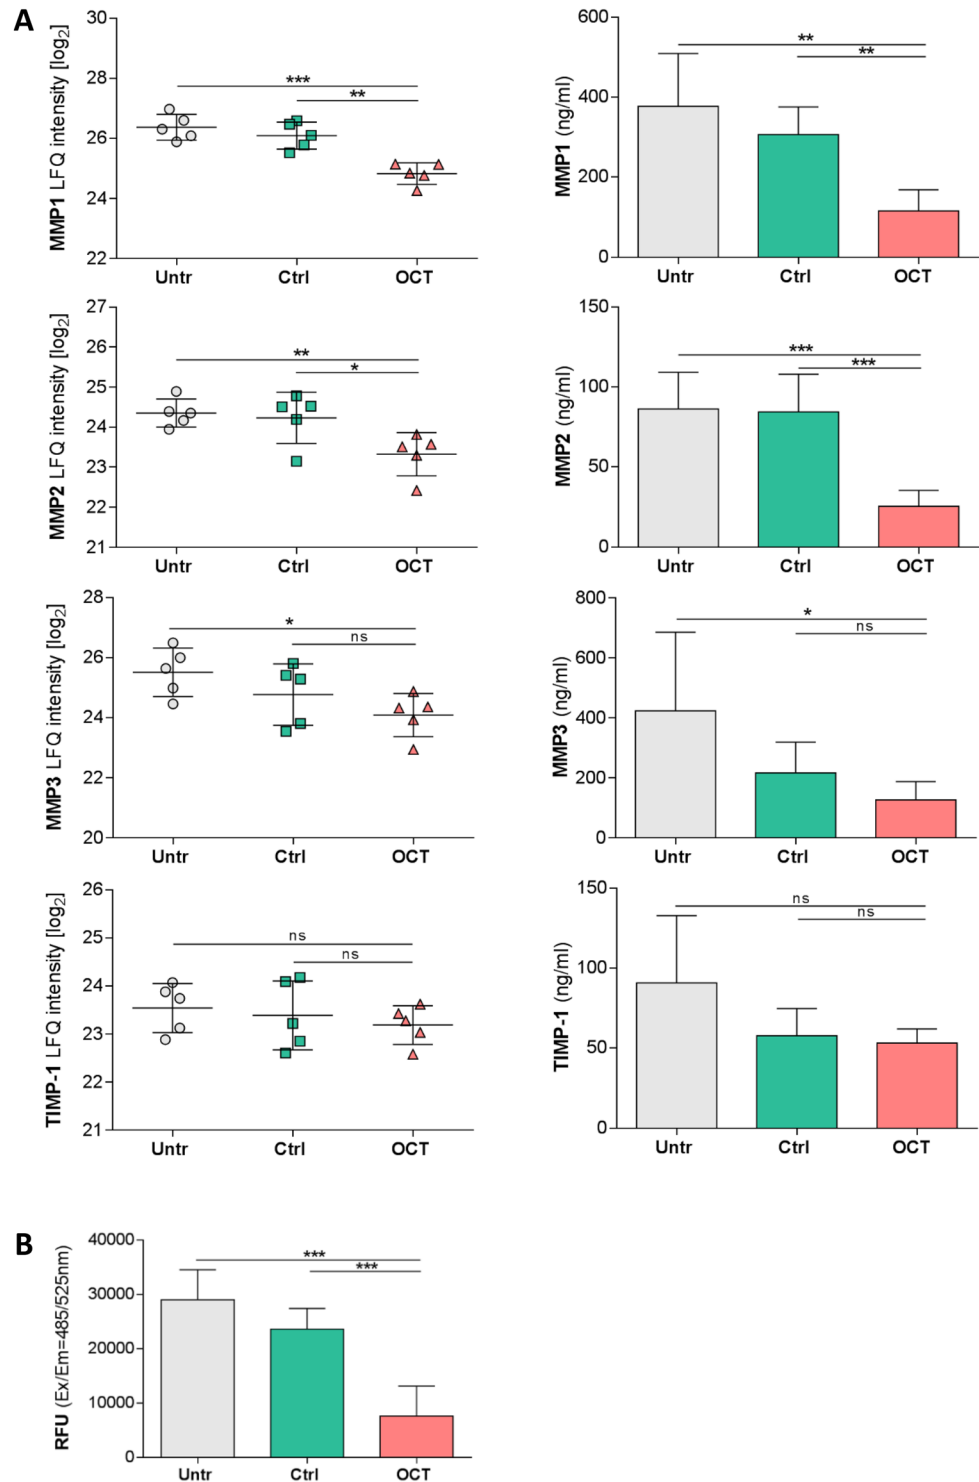 A
MMP1 LFQ intensity [log₂]
30
28
26
24
22
***
**
Untr Ctrl OCT
MMP1 (ng/ml)
600
400
200
0
**
**
Untr Ctrl OCT
MMP2 LFQ intensity [log₂]
27
26
25
24
23
22
21
**
*
Untr Ctrl OCT
MMP2 (ng/ml)
150
100
50
0
***
***
Untr Ctrl OCT
MMP3 LFQ intensity [log₂]
28
26
24
22
20
*
ns
Untr Ctrl OCT
MMP3 (ng/ml)
800
600
400
200
0
*
ns
Untr Ctrl OCT
TIMP-1 LFQ intensity [log₂]
26
25
24
23
22
21
ns
ns
Untr Ctrl OCT
TIMP-1 (ng/ml)
150
100
50
0
ns
ns
Untr Ctrl OCT
B
RFU (Ex/Em=485/525nm)
40000
30000
20000
10000
0
***
***
Untr Ctrl OCT